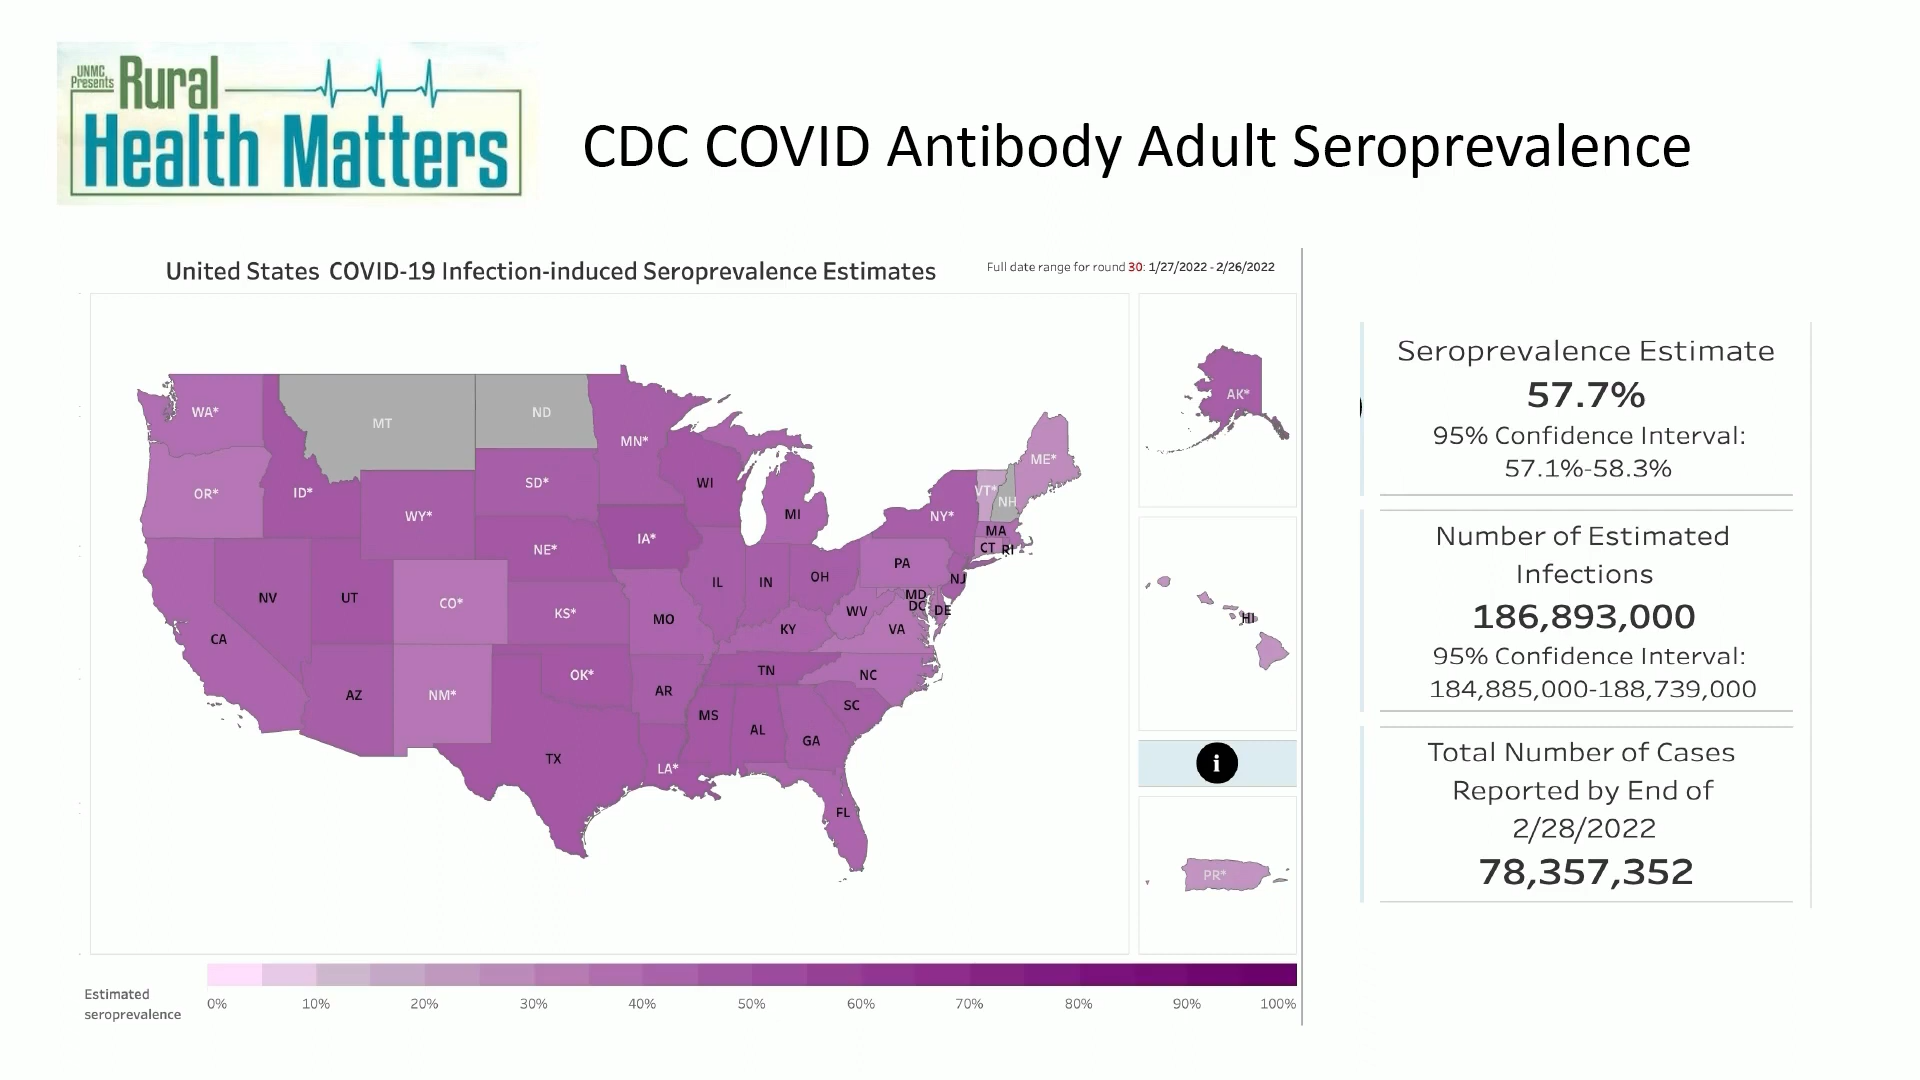 UNMC
Presents
Rural
Health Matters
CDC COVID Antibody Adult Seroprevalence
United States COVID-19 Infection-induced Seroprevalence Estimates
Full date range for round 30: 1/27/2022 - 2/26/2022
WA*
MT
ND
MN*
OR*
ID*
WY*
SD*
WI
MI
NY*
VT*
NH
ME*
MA
CT RI
NE*
IA*
PA
NJ
NV
UT
CO*
KS*
IL
IN
OH
MD
DC
DE
WV
VA
CA
MO
KY
AZ
NM*
OK*
AR
TN
NC
SC
MS
AL
GA
TX
LA*
FL
AK*
HI
i
PR*
Estimated
seroprevalence
0% 10% 20% 30% 40% 50% 60% 70% 80% 90% 100%
Seroprevalence Estimate
57.7%
95% Confidence Interval:
57.1%-58.3%
Number of Estimated
Infections
186,893,000
95% Confidence Interval:
184,885,000-188,739,000
Total Number of Cases
Reported by End of
2/28/2022
78,357,352